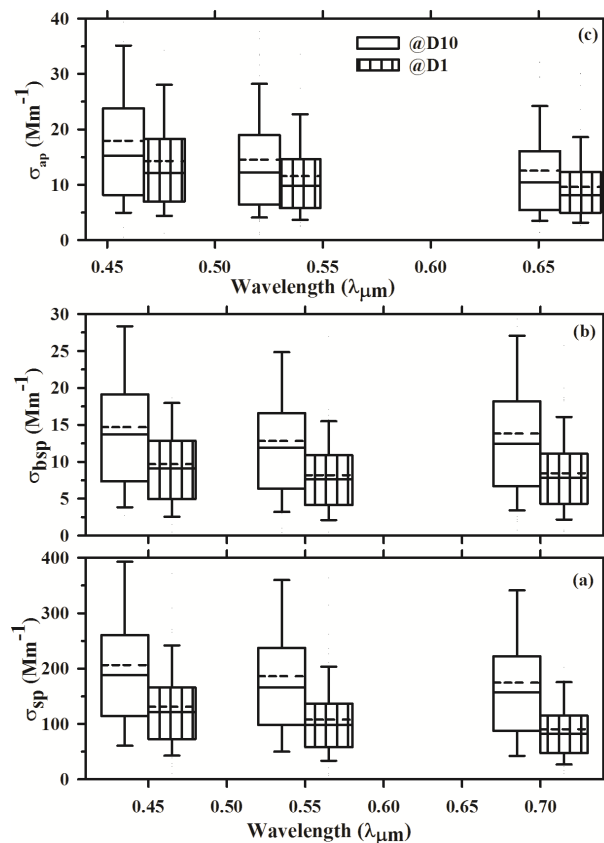 40
(c)
@D10
@D1
30
20
10
0
σap (Mm-1)
0.45 0.50 0.55 0.60 0.65
Wavelength (λμm)
30
(b)
25
20
15
10
5
0
σbsp (Mm-1)
400
(a)
300
200
100
0
σsp (Mm-1)
0.45 0.50 0.55 0.60 0.65 0.70
Wavelength (λμm)